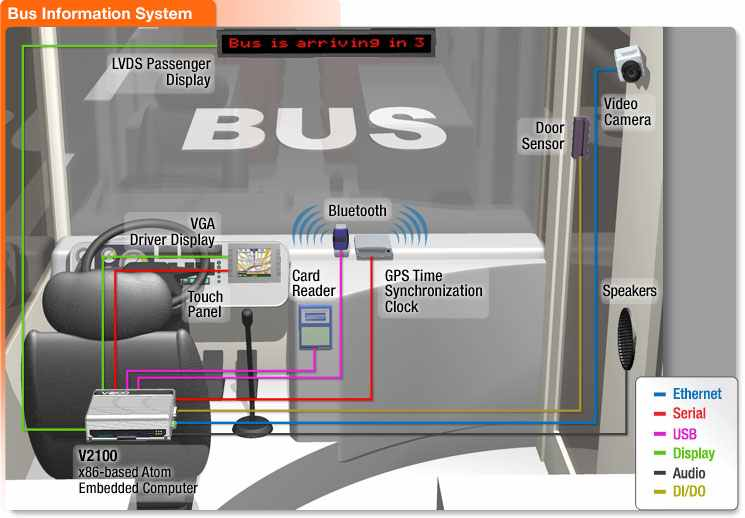 Bus Information System
Bus is arriving in 3
LVDS Passenger
Display
BUS
Video
Camera
Door
Sensor
Bluetooth
VGA
Driver Display
Touch
Panel
Card
Reader
GPS Time
Synchronization
Clock
Speakers
V2100
x86-based Atom
Embedded Computer
Ethernet
Serial
USB
Display
Audio
DI/DO